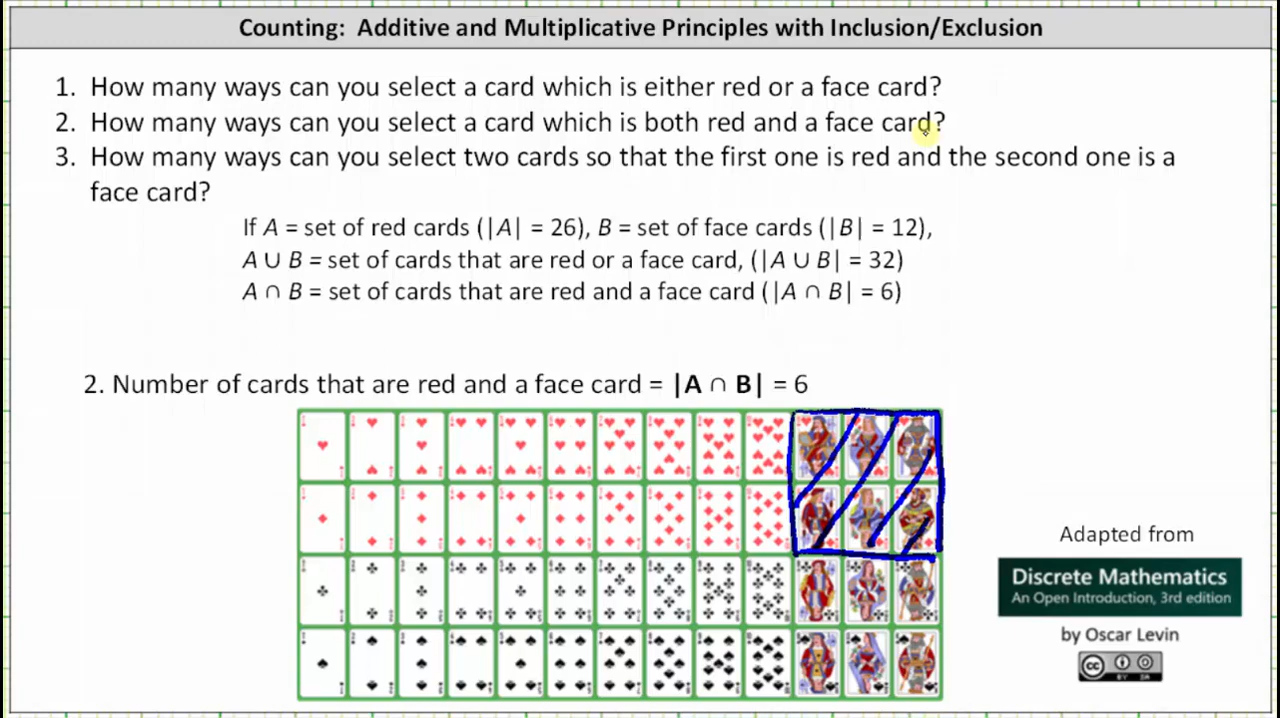 Counting:  Additive and Multiplicative Principles with Inclusion/Exclusion
1. How many ways can you select a card which is either red or a face card?
2. How many ways can you select a card which is both red and a face card?
3. How many ways can you select two cards so that the first one is red and the second one is a
face card?
If A = set of red cards (|A| = 26), B = set of face cards (|B| = 12),
A ∪ B = set of cards that are red or a face card, (|A ∪ B| = 32)
A ∩ B = set of cards that are red and a face card (|A ∩ B| = 6)
2. Number of cards that are red and a face card = |A ∩ B| = 6
Adapted from
Discrete Mathematics
An Open Introduction, 3rd edition
by Oscar Levin
cc
BY SA